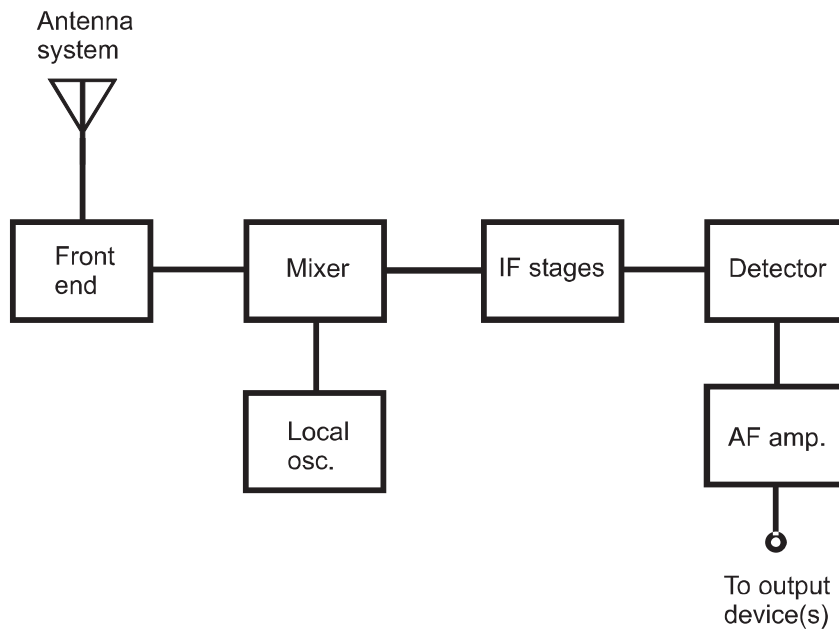 Antenna
system
Front
end
Mixer
IF stages
Detector
Local
osc.
AF amp.
To output
device(s)